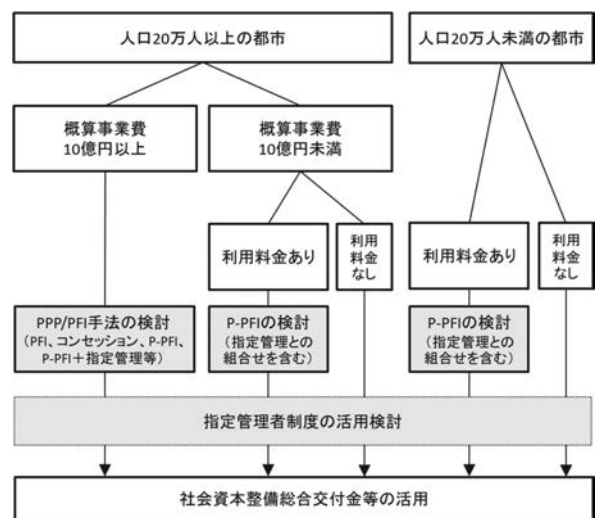 人口20万人以上の都市
人口20万人未満の都市
概算事業費
10億円以上
概算事業費
10億円未満
利用料金あり
利用
料金
なし
利用料金あり
利用
料金
なし
PPP/PFI手法の検討
(PFI、コンセッション、P-PFI、
P-PFI＋指定管理等)
P-PFIの検討
(指定管理との
組合せを含む)
P-PFIの検討
(指定管理との
組合せを含む)
指定管理者制度の活用検討
社会資本整備総合交付金等の活用